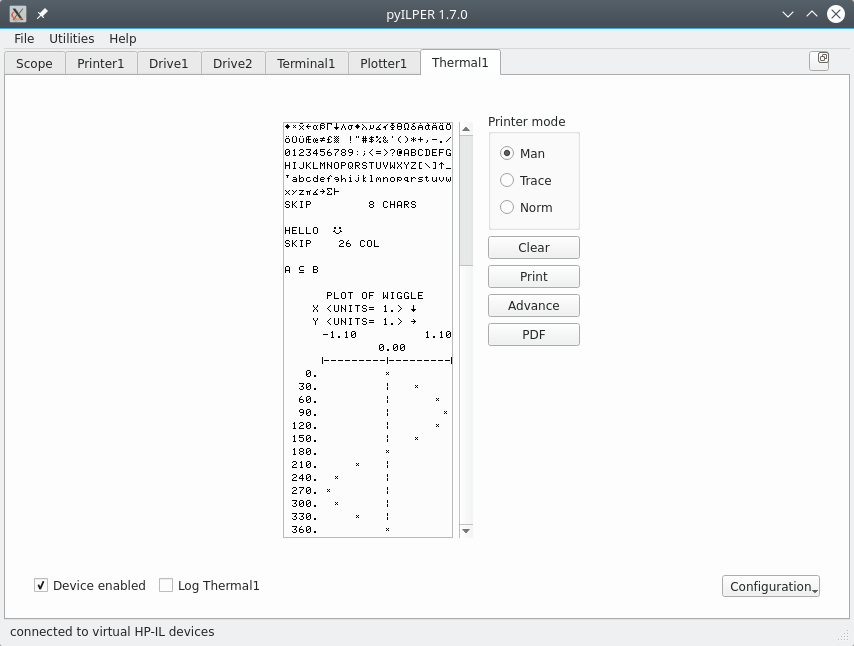 pyILPER 1.7.0
File Utilities Help
Scope Printer1 Drive1 Drive2 Terminal1 Plotter1 Thermal1
Printer mode
Man
Trace
Norm
Clear
Print
Advance
PDF
!"#$%&'()*+,-./
0123456789:;<=>?@ABCDEFG
HIJKLMNOPQRSTUVWXYZ[\]↑_
abcdefghijklmnopqrstuvw
xyzπ∡→Σ⊢
SKIP 8 CHARS
HELLO
SKIP 26 COL
A ⊆ B
PLOT OF WIGGLE
X <UNITS= 1.> ↓
Y <UNITS= 1.> →
-1.10 1.10
0.00
0.
30.
60.
90.
120.
150.
180.
210.
240.
270.
300.
330.
360.
Device enabled Log Thermal1
Configuration
connected to virtual HP-IL devices